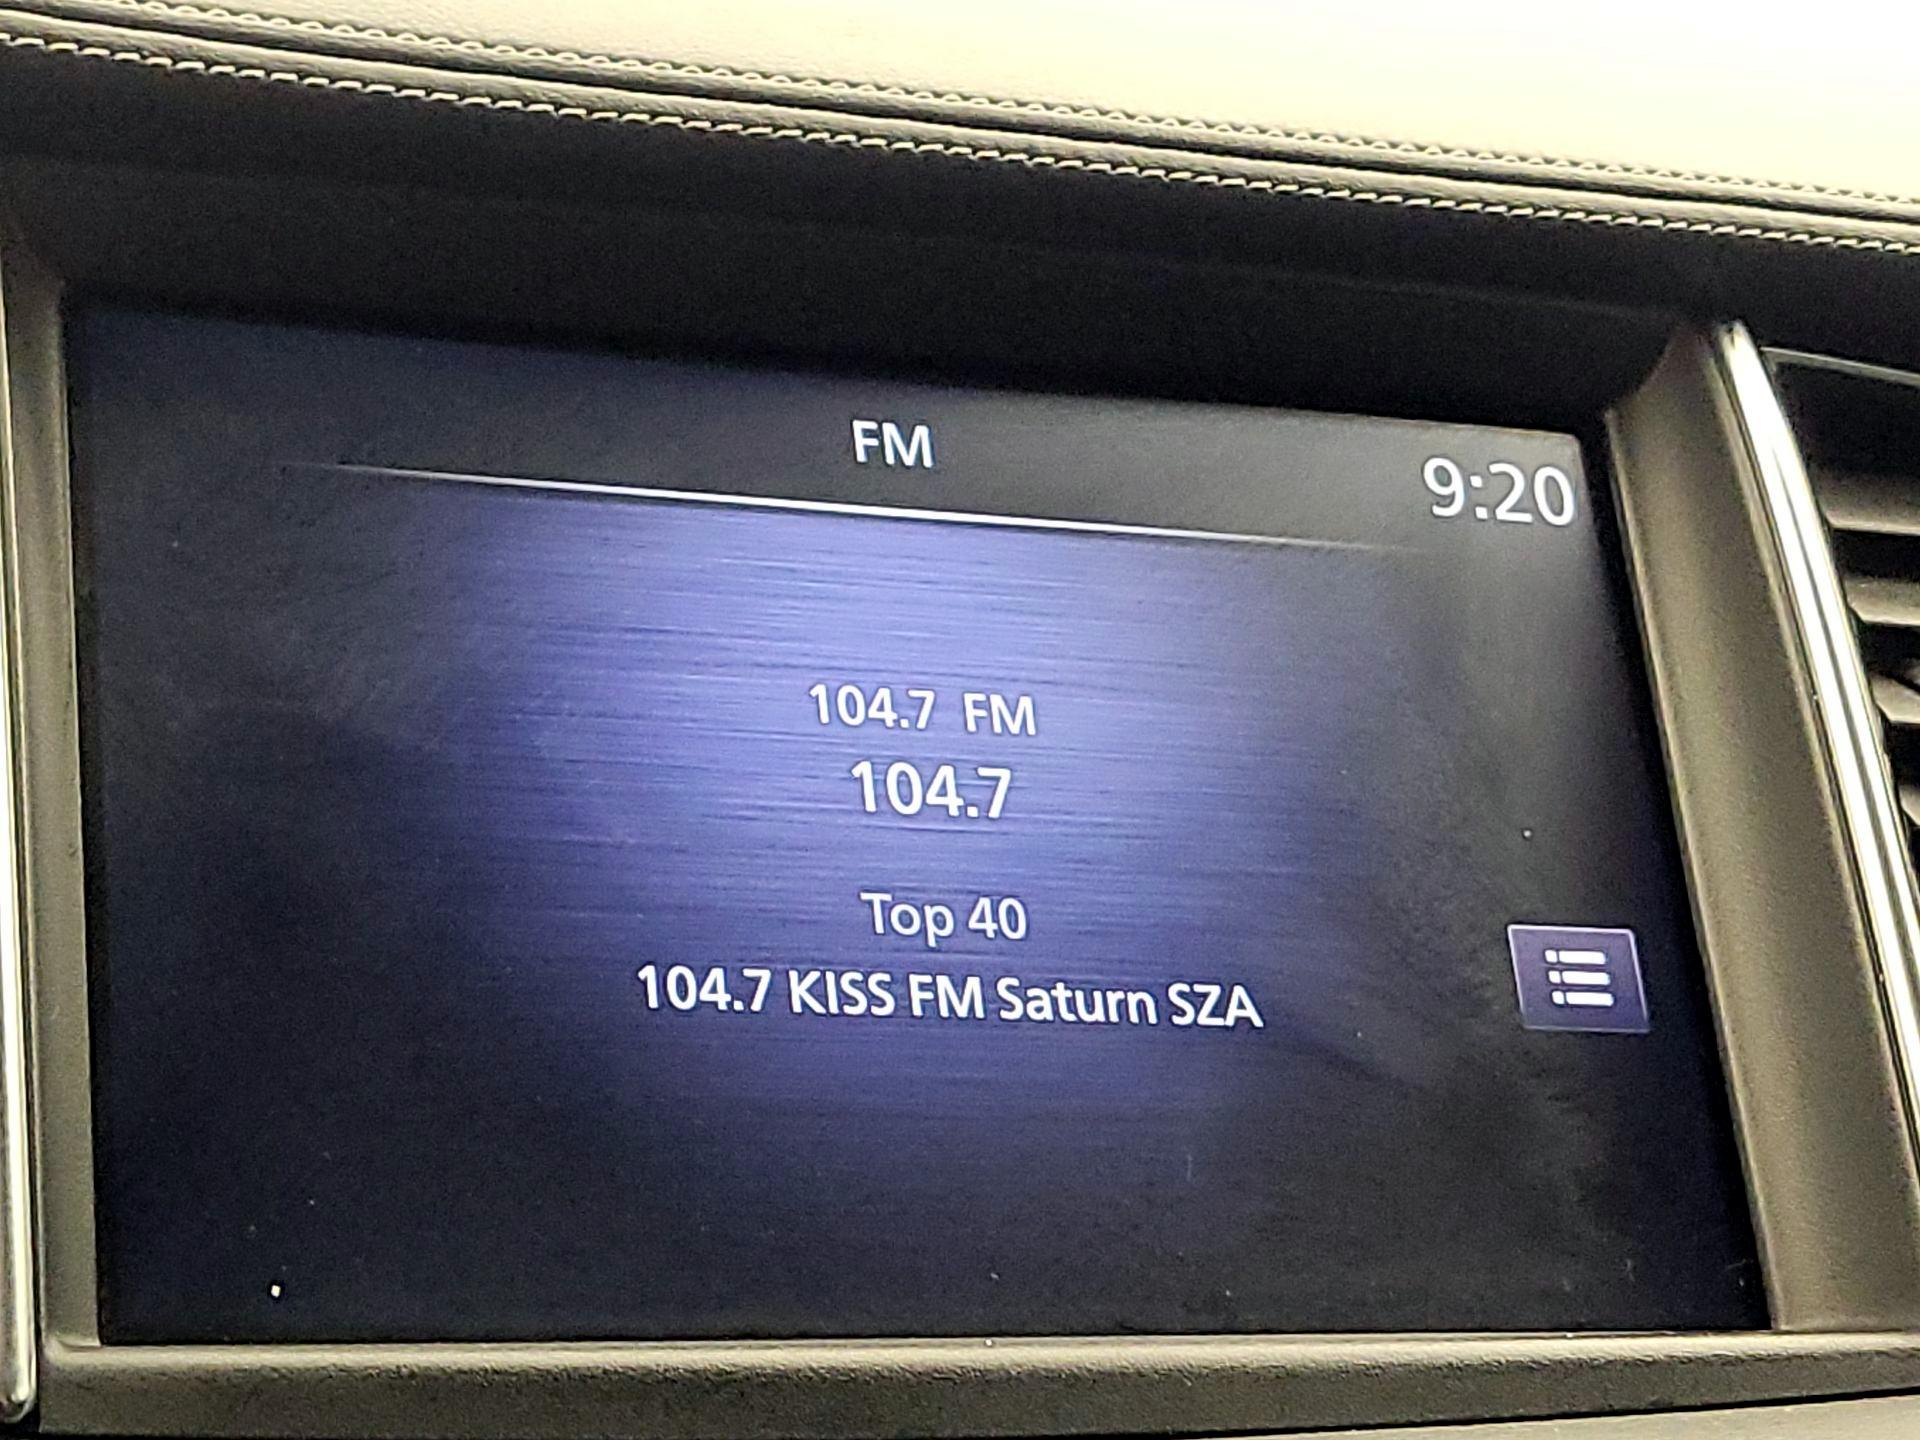 FM
9:20
104.7 FM
104.7
Top 40
104.7 KISS FM Saturn SZA